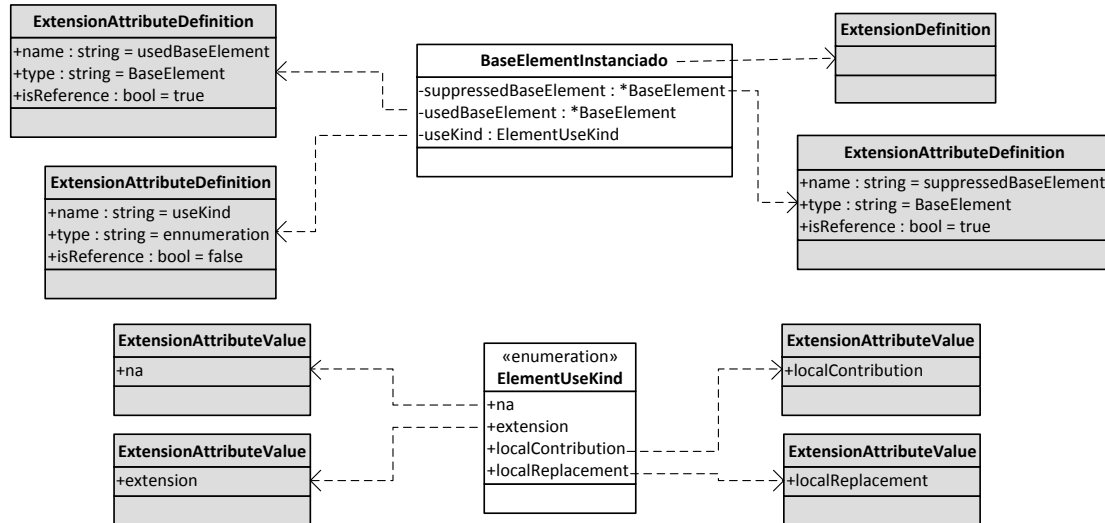 ExtensionAttributeDefinition
+name : string = usedBaseElement
+type : string = BaseElement
+isReference : bool = true
BaseElementInstanciado
-suppressedBaseElement : *BaseElement
-usedBaseElement : *BaseElement
-useKind : ElementUseKind
ExtensionDefinition
ExtensionAttributeDefinition
+name : string = useKind
+type : string = ennumeration
+isReference : bool = false
ExtensionAttributeDefinition
+name : string = suppressedBaseElement
+type : string = BaseElement
+isReference : bool = true
ExtensionAttributeValue
+na
ExtensionAttributeValue
+extension
«enumeration»
ElementUseKind
+na
+extension
+localContribution
+localReplacement
ExtensionAttributeValue
+localContribution
ExtensionAttributeValue
+localReplacement